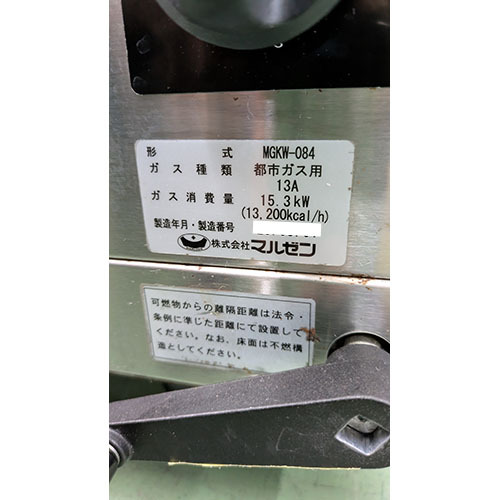 形 式 MGKW-084
ガス種類 都市ガス用
13A
ガス消費量 15.3kW
(13,200kcal/h)
製造年月・製造番号
株式会社マルゼン
可燃物からの離隔距離は法令・
条例に準じた距離にて設置して
ください。なお、床面は不燃構
造としてください。